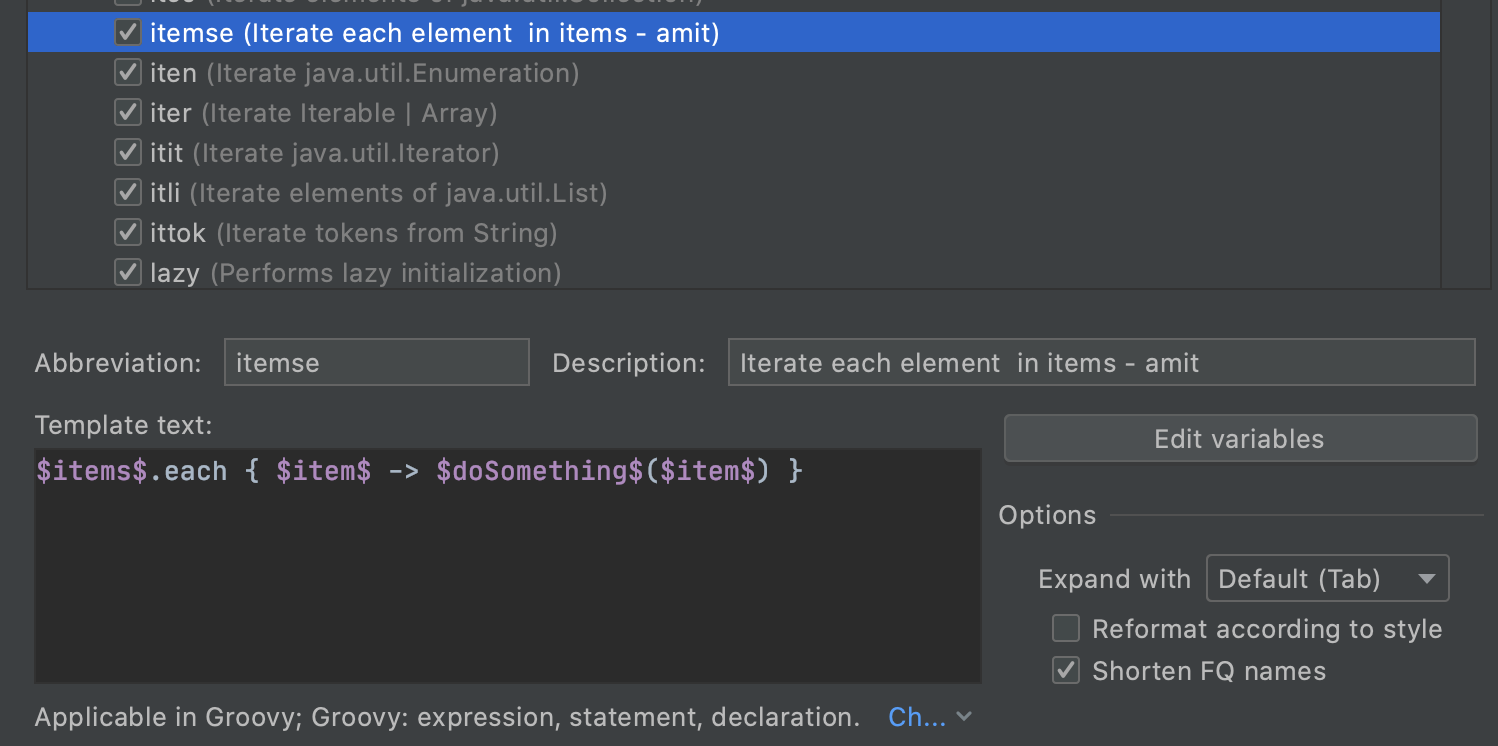 itemse (Iterate each element  in items - amit)
iten (Iterate java.util.Enumeration)
iter (Iterate Iterable | Array)
itit (Iterate java.util.Iterator)
itli (Iterate elements of java.util.List)
ittok (Iterate tokens from String)
lazy (Performs lazy initialization)
Abbreviation: itemse Description: Iterate each element  in items - amit
Template text:
Edit variables
$items$.each { $item$ -> $doSomething$($item$) }
Options
Expand with Default (Tab)
Reformat according to style
Shorten FQ names
Applicable in Groovy; Groovy: expression, statement, declaration. Ch...